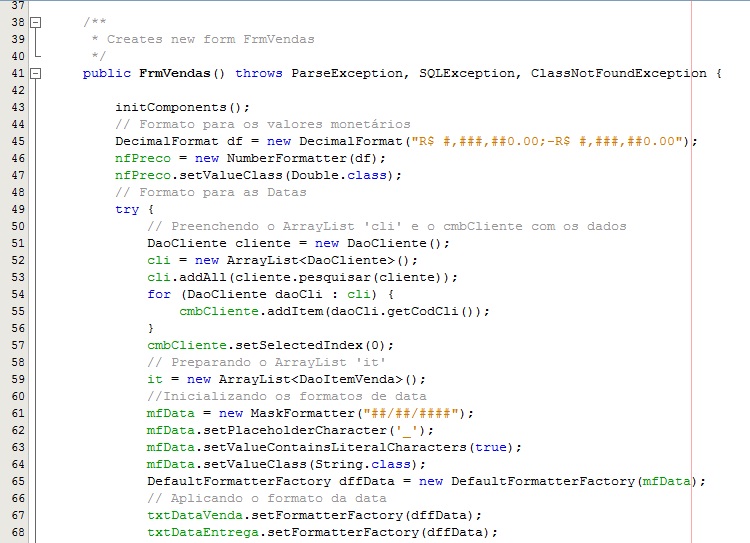 37
38 /**
39 * Creates new form FrmVendas
40 */
41 public FrmVendas() throws ParseException, SQLException, ClassNotFoundException {
42
43 initComponents();
44 // Formato para os valores monetários
45 DecimalFormat df = new DecimalFormat("R$ #,###,##0.00;-R$ #,###,##0.00");
46 nfPreco = new NumberFormatter(df);
47 nfPreco.setValueClass(Double.class);
48 // Formato para as Datas
49 try {
50 // Preenchendo o ArrayList 'cli' e o cmbCliente com os dados
51 DaoCliente cliente = new DaoCliente();
52 cli = new ArrayList<DaoCliente>();
53 cli.addAll(cliente.pesquisar(cliente));
54 for (DaoCliente daoCli : cli) {
55 cmbCliente.addItem(daoCli.getCodCli());
56 }
57 cmbCliente.setSelectedIndex(0);
58 // Preparando o ArrayList 'it'
59 it = new ArrayList<DaoItemVenda>();
60 //Inicializando os formatos de data
61 mfData = new MaskFormatter("##/##/####");
62 mfData.setPlaceholderCharacter('_');
63 mfData.setValueContainsLiteralCharacters(true);
64 mfData.setValueClass(String.class);
65 DefaultFormatterFactory dffData = new DefaultFormatterFactory(mfData);
66 // Aplicando o formato da data
67 txtDataVenda.setFormatterFactory(dffData);
68 txtDataEntrega.setFormatterFactory(dffData);